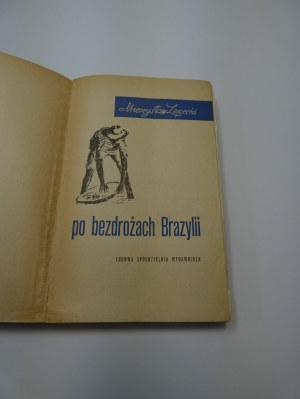 Mieczysław Lepecki
po bezdrożach Brazylii
LUDOWA SPÓŁDZIELNIA WYDAWNICZA